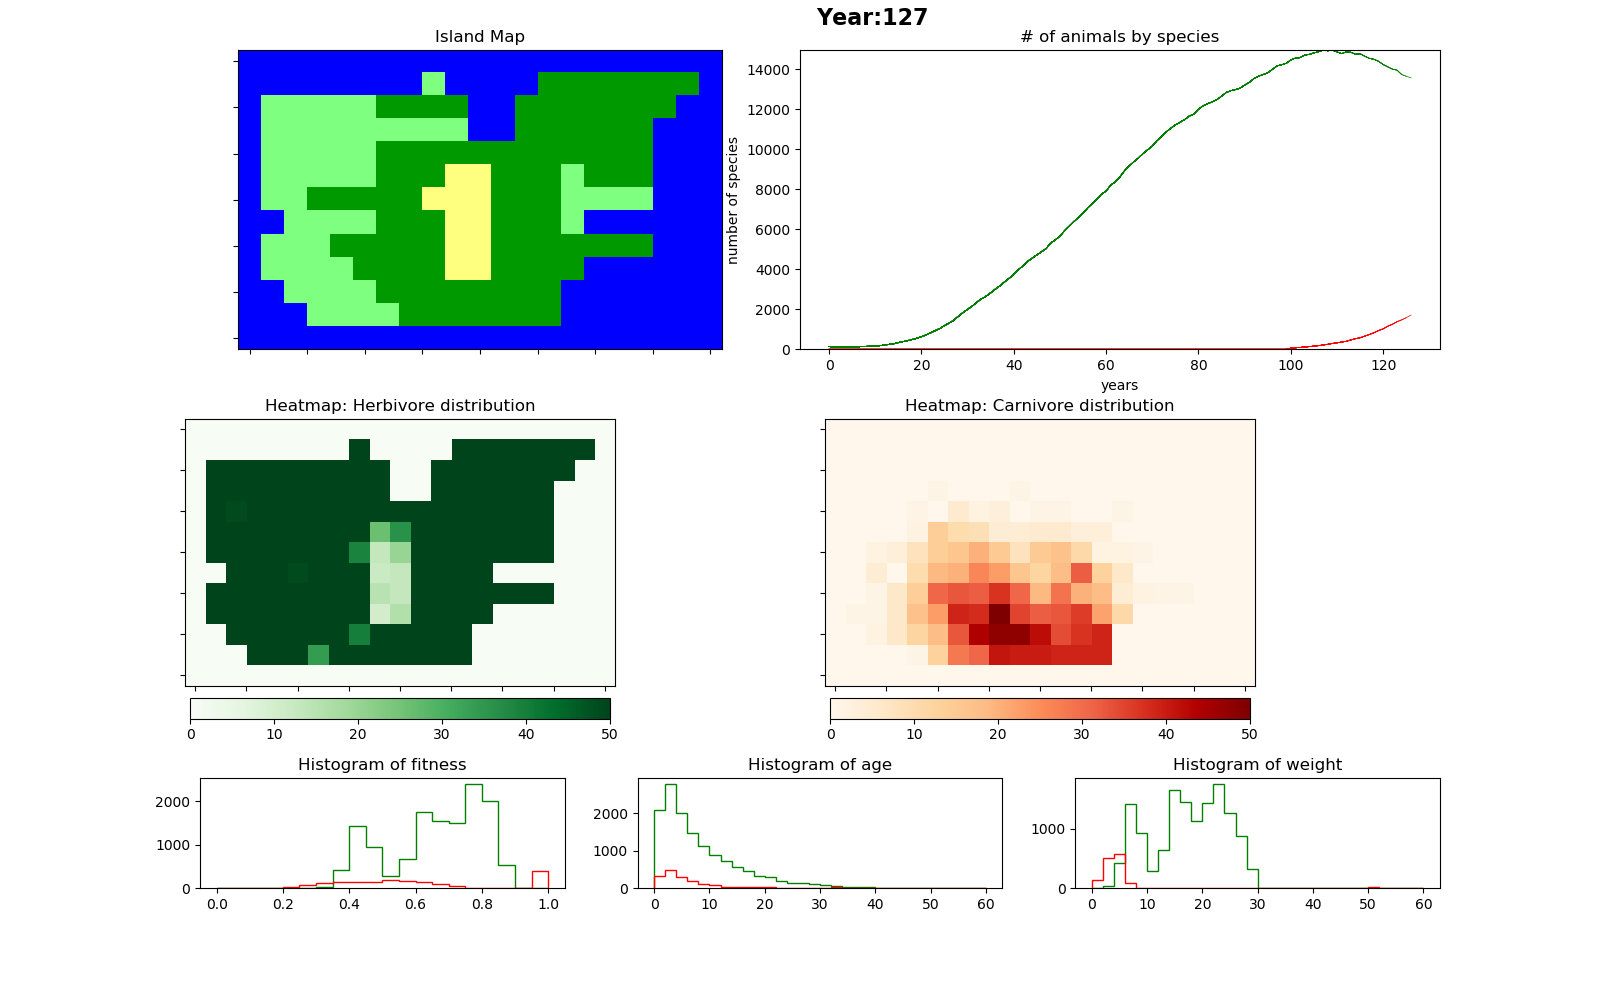 Year:127
Island Map
# of animals by species
number of species
14000
12000
10000
8000
6000
4000
2000
0
0 20 40 60 80 100 120
years
Heatmap: Herbivore distribution
Heatmap: Carnivore distribution
0 10 20 30 40 50
0 10 20 30 40 50
Histogram of fitness
2000
1000
0
0.0 0.2 0.4 0.6 0.8 1.0
Histogram of age
2000
1000
0
0 10 20 30 40 50 60
Histogram of weight
1000
0
0 10 20 30 40 50 60